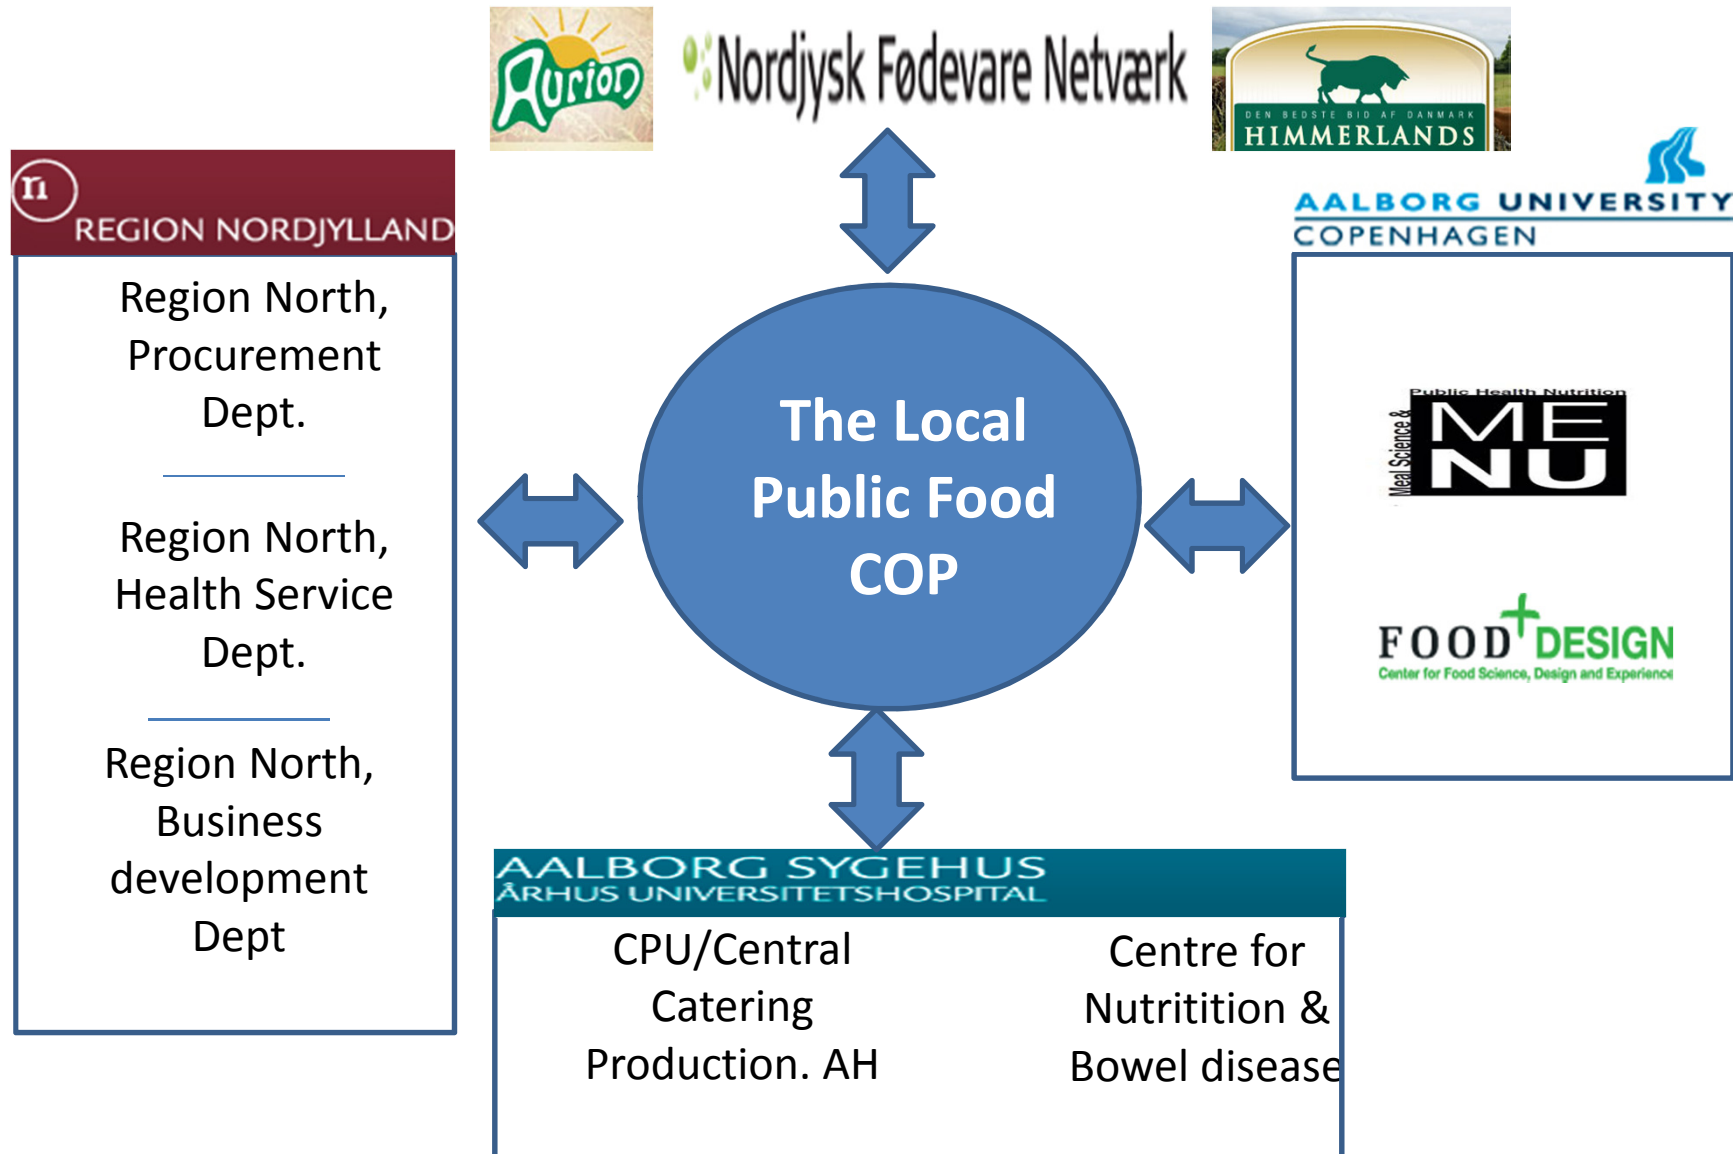 Aurion
Nordjysk Fødevare Netværk
DEN BEDSTE BID AF DANMARK
HIMMERLANDS
n
REGION NORDJYLLAND
Region North,
Procurement
Dept.
Region North,
Health Service
Dept.
Region North,
Business
development
Dept
The Local
Public Food
COP
AALBORG UNIVERSITY
COPENHAGEN
Public Health Nutrition
Meal Science &
ME
NU
FOOD+DESIGN
Center for Food Science, Design and Experience
AALBORG SYGEHUS
ÅRHUS UNIVERSITETSHOSPITAL
CPU/Central
Catering
Production. AH
Centre for
Nutritition &
Bowel disease